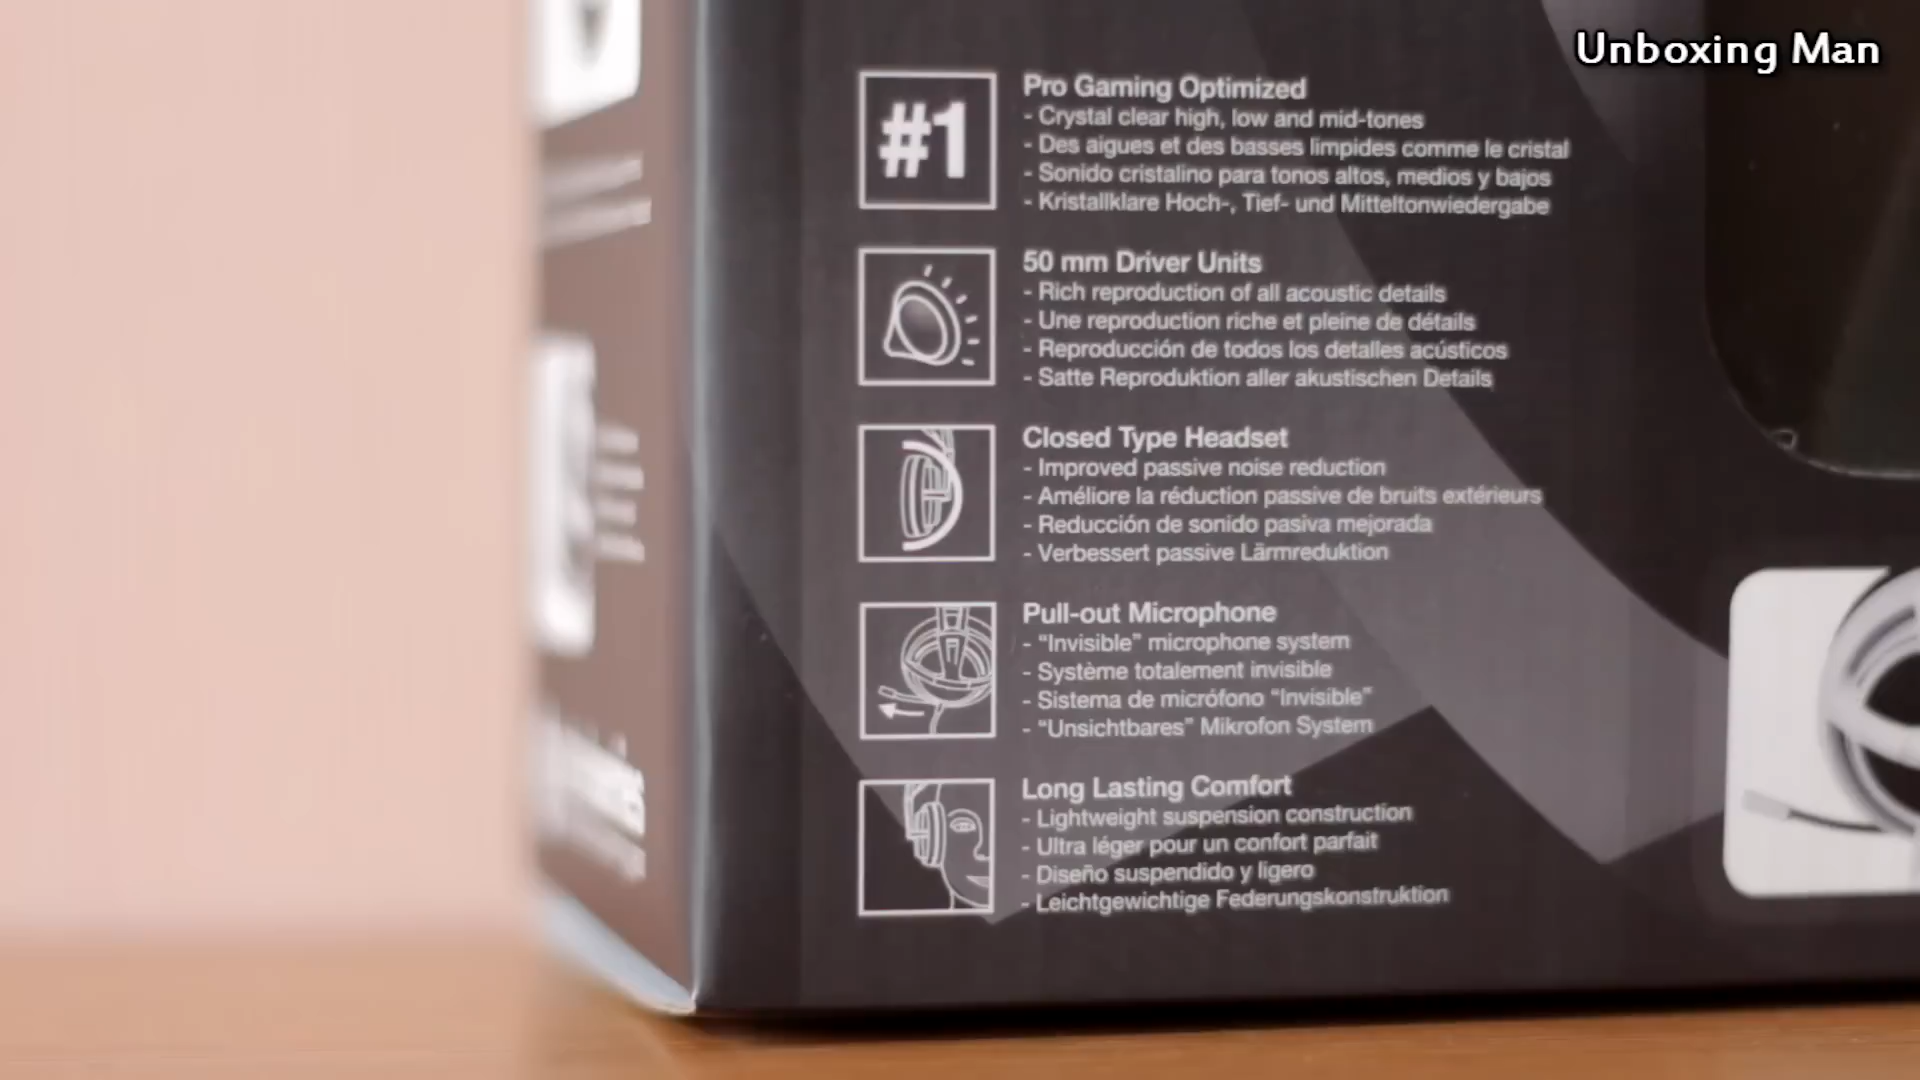 Unboxing Man
#1
Pro Gaming Optimized
- Crystal clear high, low and mid-tones
- Des aigues et des basses limpides comme le cristal
- Sonido cristalino para tonos altos, medios y bajos
- Kristallklare Hoch-, Tief- und Mitteltonwiedergabe
50 mm Driver Units
- Rich reproduction of all acoustic details
- Une reproduction riche et pleine de détails
- Reproducción de todos los detalles acústicos
- Satte Reproduktion aller akustischen Details
Closed Type Headset
- Improved passive noise reduction
- Améliore la réduction passive de bruits extérieurs
- Reducción de sonido pasiva mejorada
- Verbessert passive Lärmreduktion
Pull-out Microphone
- “Invisible” microphone system
- Système totalement invisible
- Sistema de micrófono “Invisible”
- “Unsichtbares” Mikrofon System
Long Lasting Comfort
- Lightweight suspension construction
- Ultra léger pour un confort parfait
- Diseño suspendido y ligero
- Leichtgewichtige Federungskonstruktion